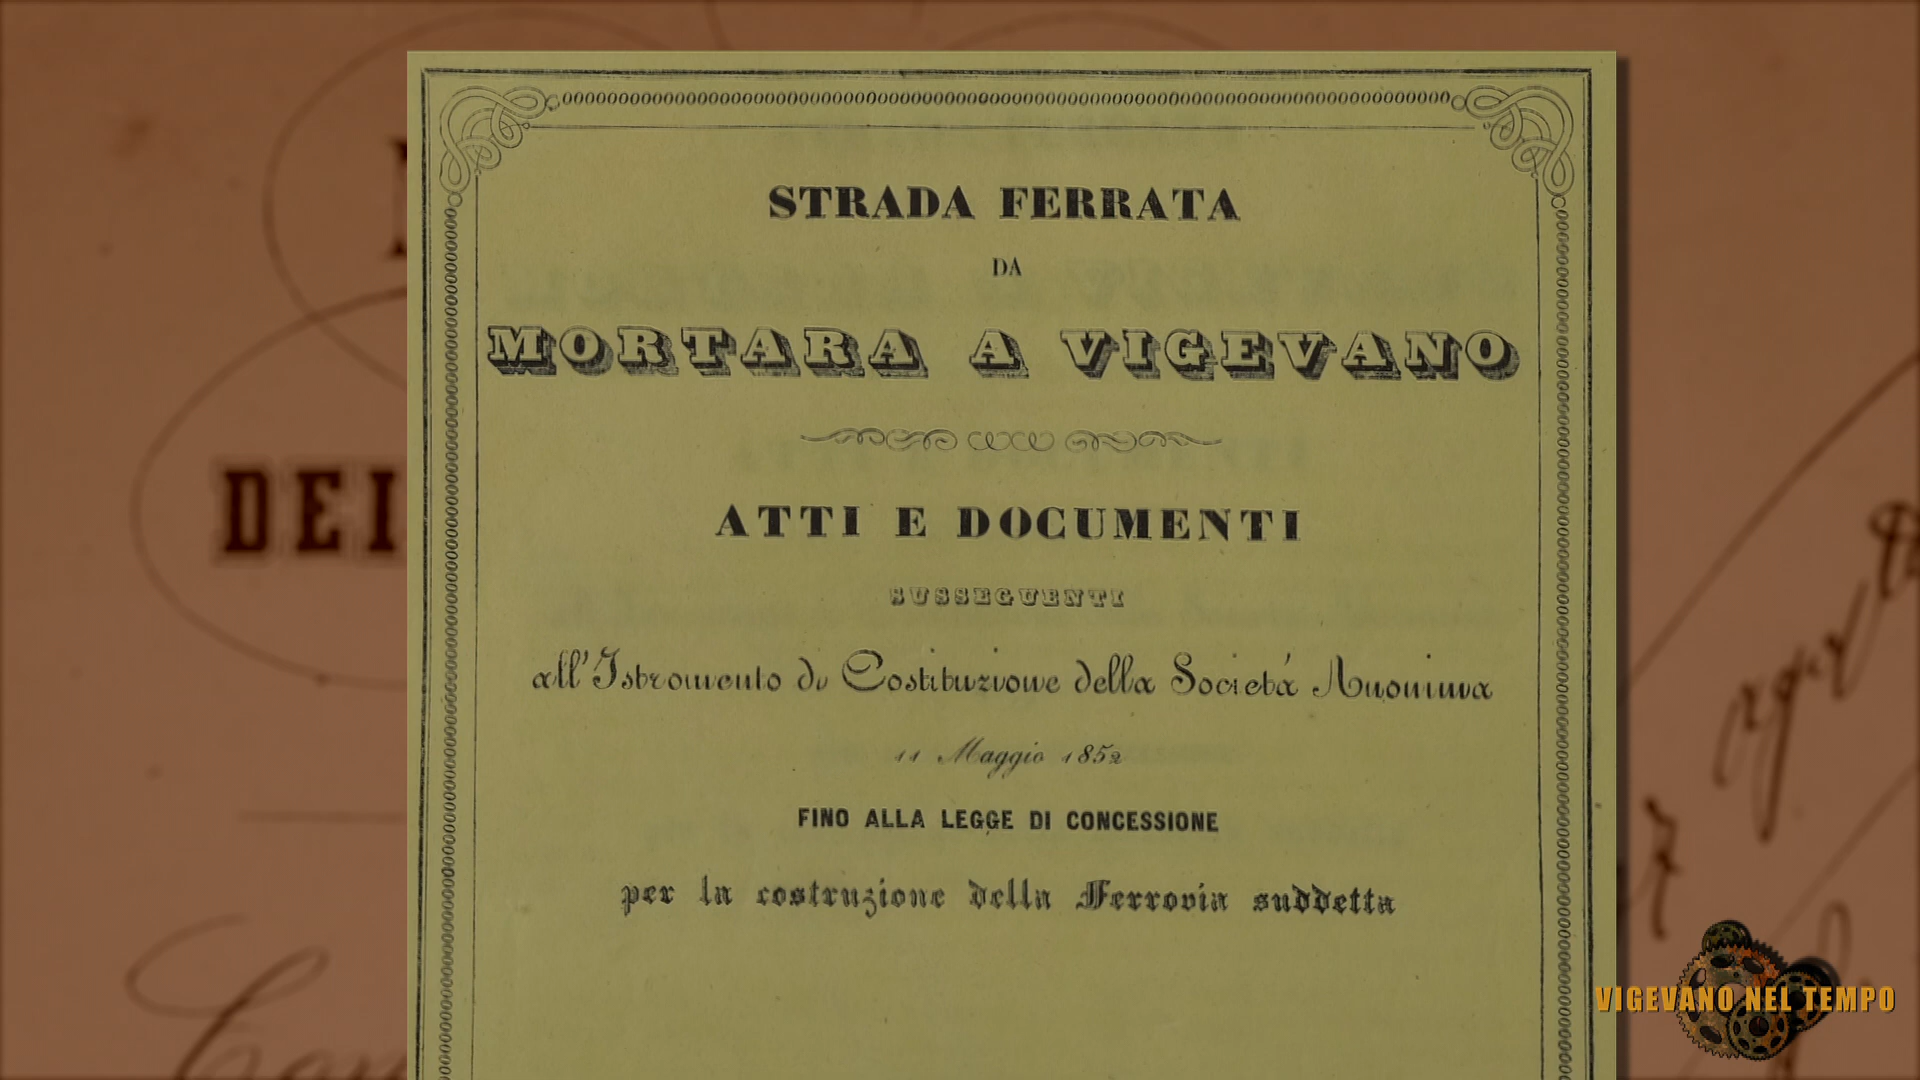 STRADA FERRATA
DA
MORTARA A VIGEVANO
ATTI E DOCUMENTI
SUSSEGUENTI
all'Istromento di Costituzione della Società Anonima
11 Maggio 1852
FINO ALLA LEGGE DI CONCESSIONE
per la costruzione della Ferrovia suddetta
DEI
VIGEVANO NEL TEMPO